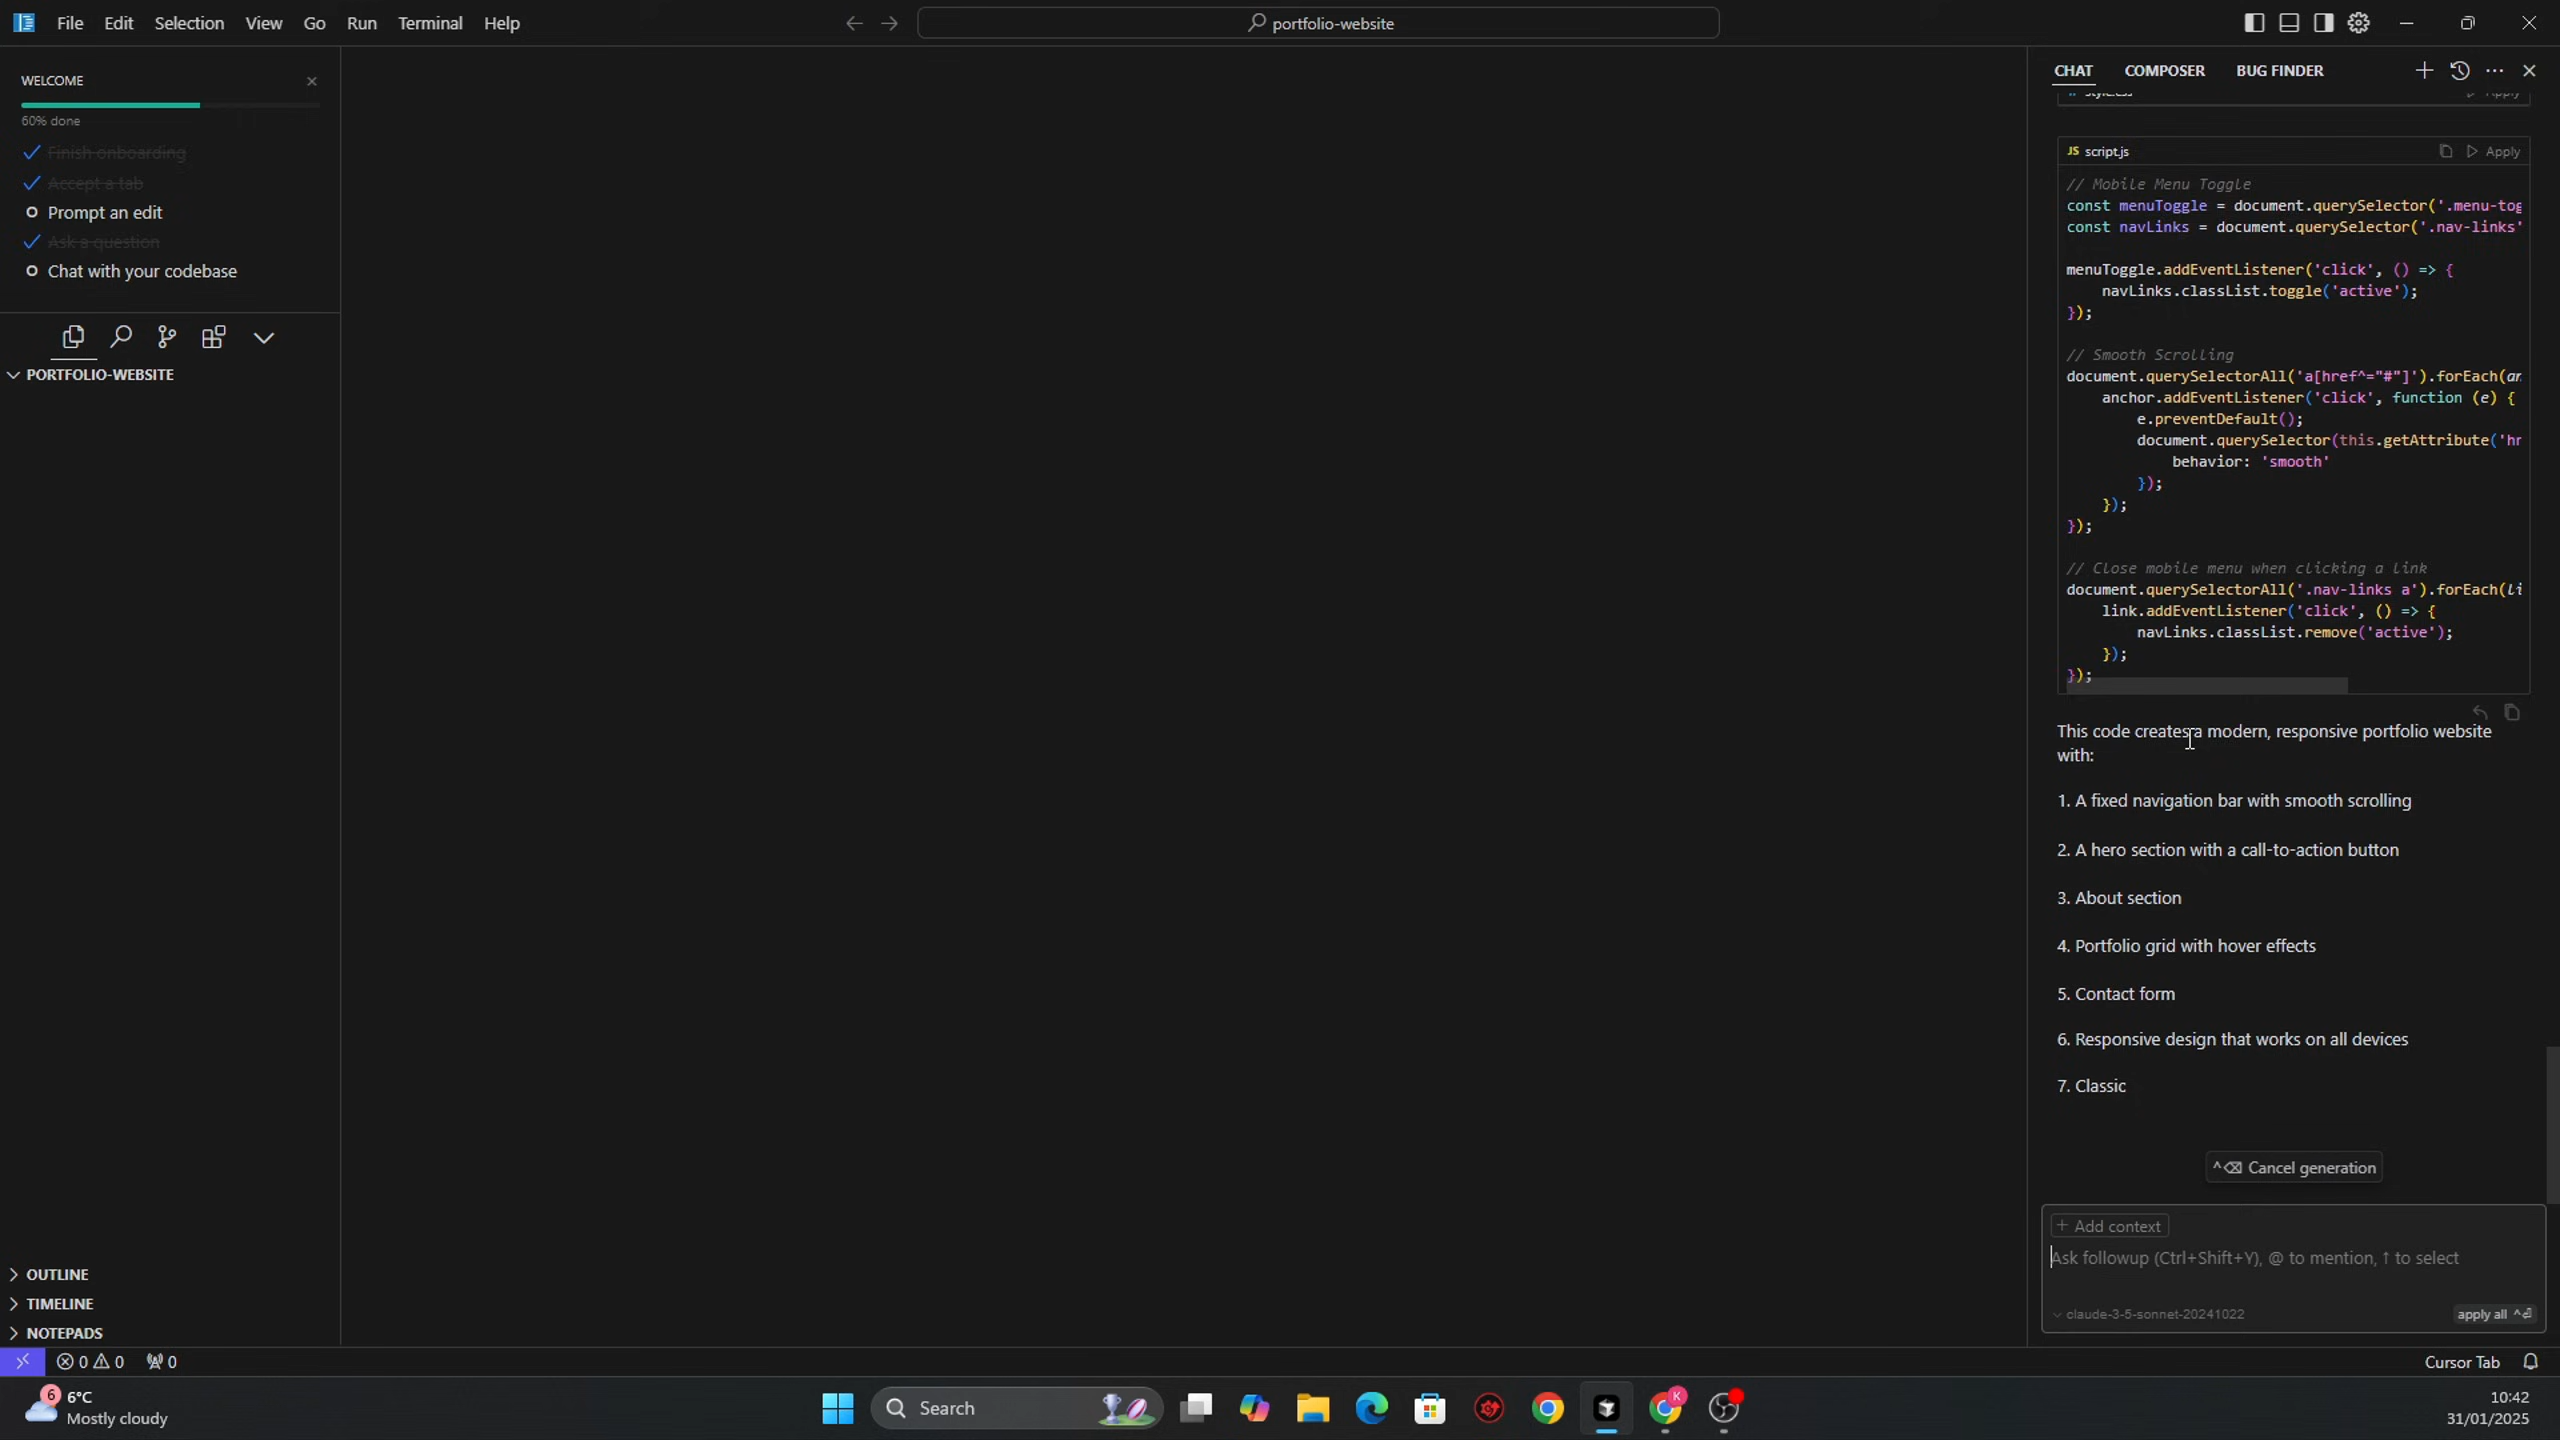 File Edit Selection View Go Run Terminal Help
portfolio-website
WELCOME
60% done
Finish onboarding
Accept a tab
Prompt an edit
Ask a question
Chat with your codebase
PORTFOLIO-WEBSITE
OUTLINE
TIMELINE
NOTEPADS
CHAT COMPOSER BUG FINDER
# style.css Apply
JS script.js Apply
// Mobile Menu Toggle
const menuToggle = document.querySelector('.menu-tog
const navLinks = document.querySelector('.nav-links'
menuToggle.addEventListener('click', () => {
navLinks.classList.toggle('active');
});
// Smooth Scrolling
document.querySelectorAll('a[href^="#"]').forEach(an
anchor.addEventListener('click', function (e) {
e.preventDefault();
document.querySelector(this.getAttribute('hr
behavior: 'smooth'
});
});
});
// Close mobile menu when clicking a link
document.querySelectorAll('.nav-links a').forEach(li
link.addEventListener('click', () => {
navLinks.classList.remove('active');
});
});
This code creates a modern, responsive portfolio website
with:
1. A fixed navigation bar with smooth scrolling
2. A hero section with a call-to-action button
3. About section
4. Portfolio grid with hover effects
5. Contact form
6. Responsive design that works on all devices
7. Classic
^⌫ Cancel generation
+ Add context
Ask followup (Ctrl+Shift+Y), @ to mention, ↑ to select
claude-3-5-sonnet-20241022 apply all ^⏎
0 0 0
Cursor Tab
6 6°C
Mostly cloudy
Search
K
10:42
31/01/2025